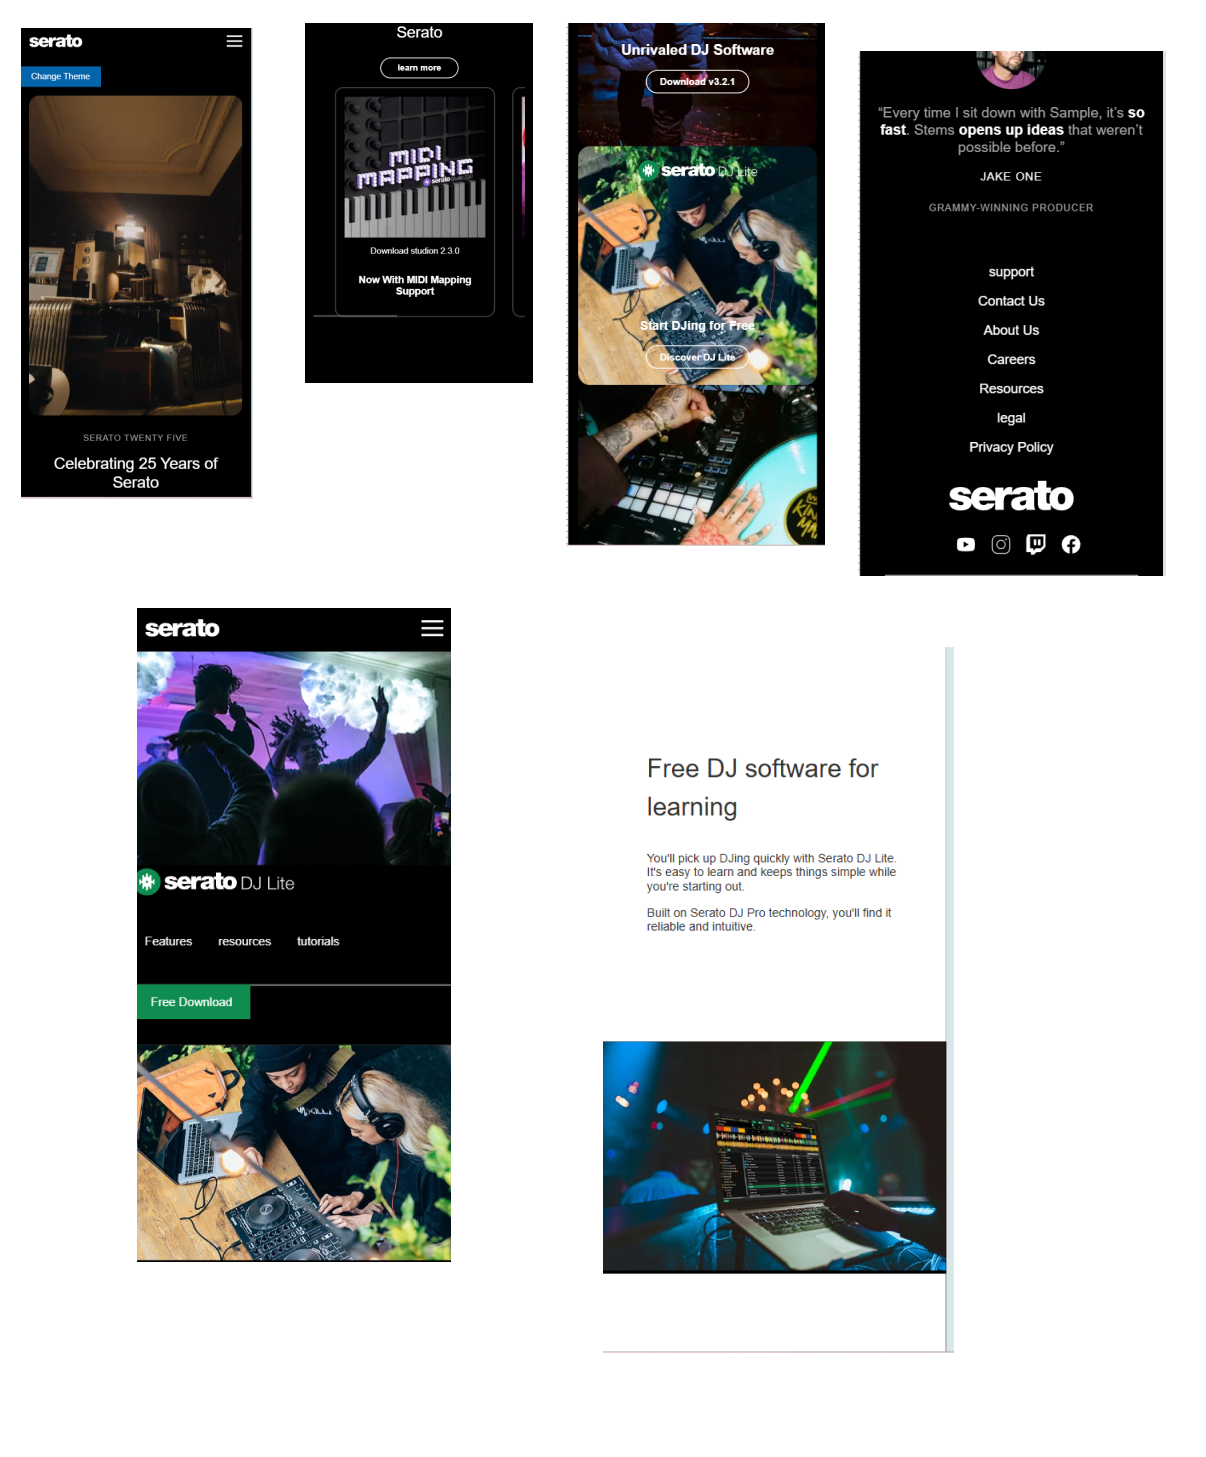 serato
Change Theme
SERATO TWENTY FIVE
Celebrating 25 Years of
Serato
Serato
learn more
MIDI
MAPPING
serato
Download studion 2.3.0
Now With MIDI Mapping
Support
Unrivaled DJ Software
Download v3.2.1
serato DJ Lite
Start DJing for Free
Discover DJ Lite
“Every time I sit down with Sample, it’s so
fast. Stems opens up ideas that weren’t
possible before.”
JAKE ONE
GRAMMY-WINNING PRODUCER
support
Contact Us
About Us
Careers
Resources
legal
Privacy Policy
serato
serato
serato DJ Lite
Features resources tutorials
Free Download
Free DJ software for
learning
You'll pick up DJing quickly with Serato DJ Lite.
It's easy to learn and keeps things simple while
you're starting out.
Built on Serato DJ Pro technology, you'll find it
reliable and intuitive.